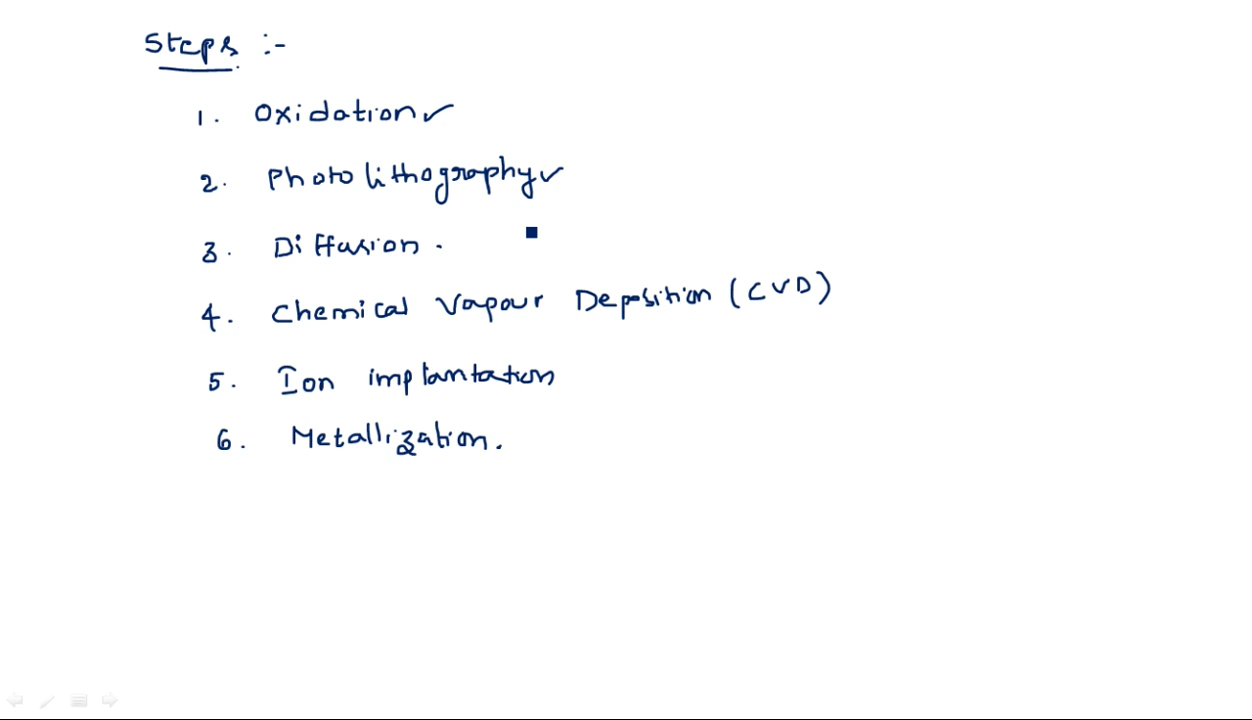 Steps :-
1. Oxidation ✓
2. Photolithography ✓
3. Diffusion.
4. Chemical Vapour Deposition (CVD)
5. Ion implantation
6. Metallization.